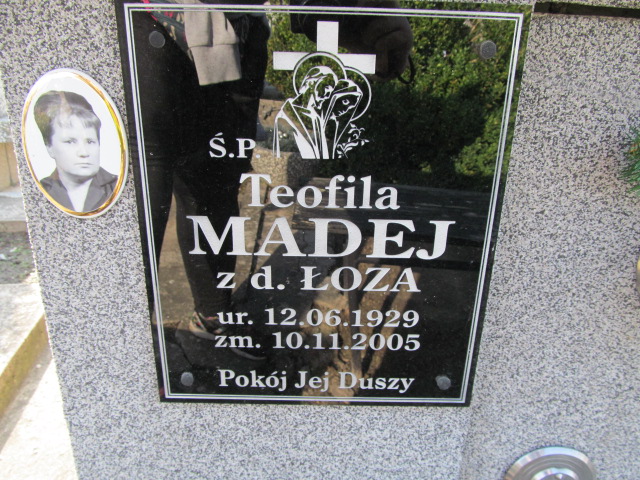 Ś.P.
Teofila
MADEJ
z d. ŁOZA
ur. 12.06.1929
zm. 10.11.2005
Pokój Jej Duszy